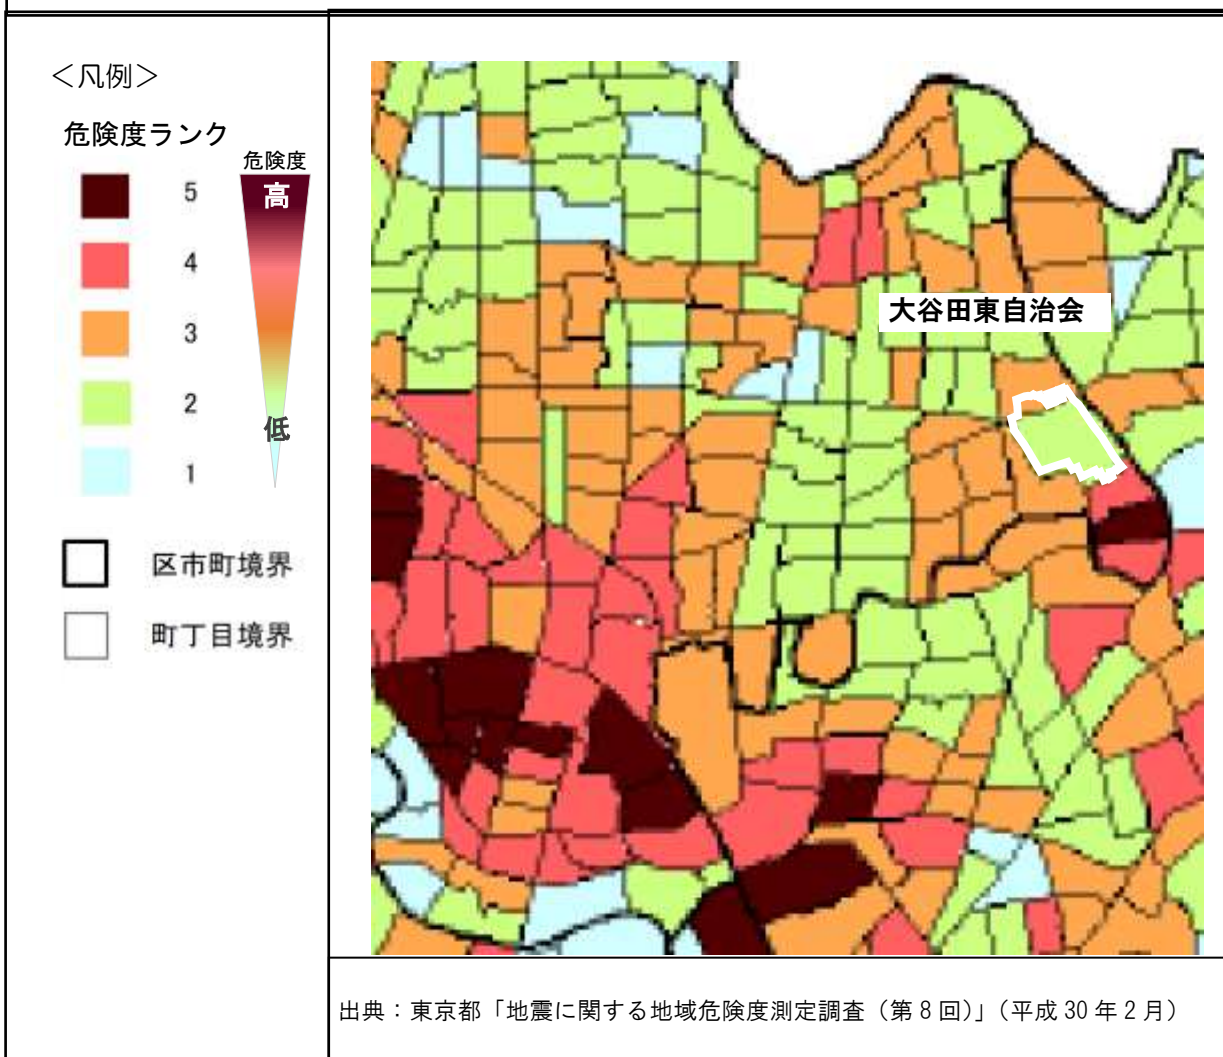 ＜凡例＞
危険度ランク
危険度
高
5
4
3
2
低
1
区市町境界
町丁目境界
大谷田東自治会
出典：東京都「地震に関する地域危険度測定調査（第８回）」（平成 30 年２月）